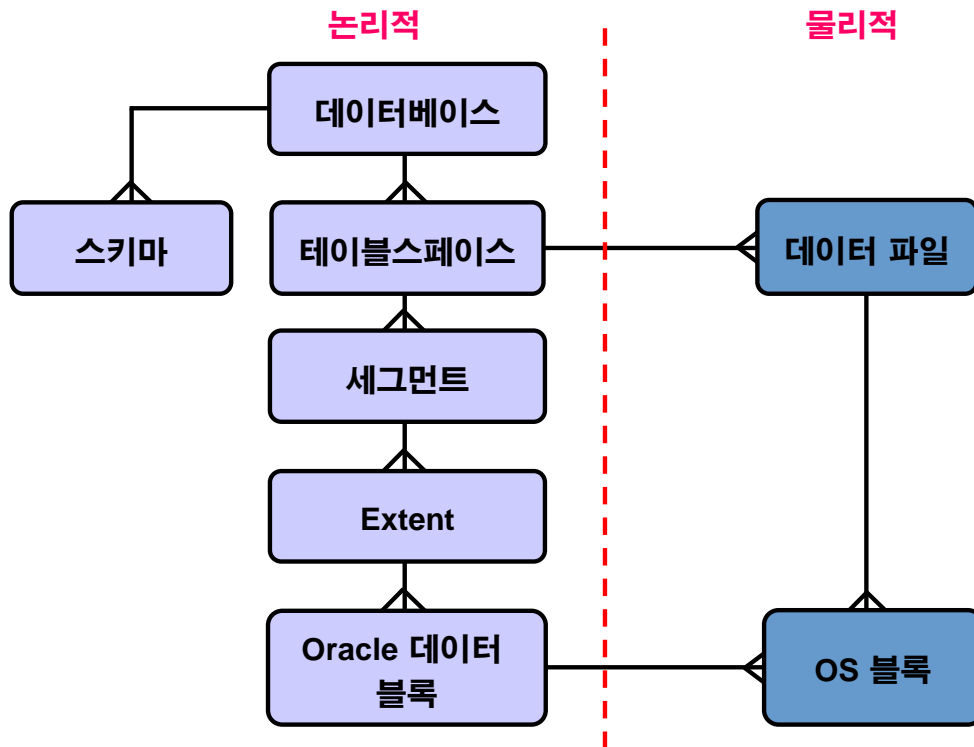 논리적
물리적
데이터베이스
스키마
테이블스페이스
데이터 파일
세그먼트
Extent
Oracle 데이터
블록
OS 블록